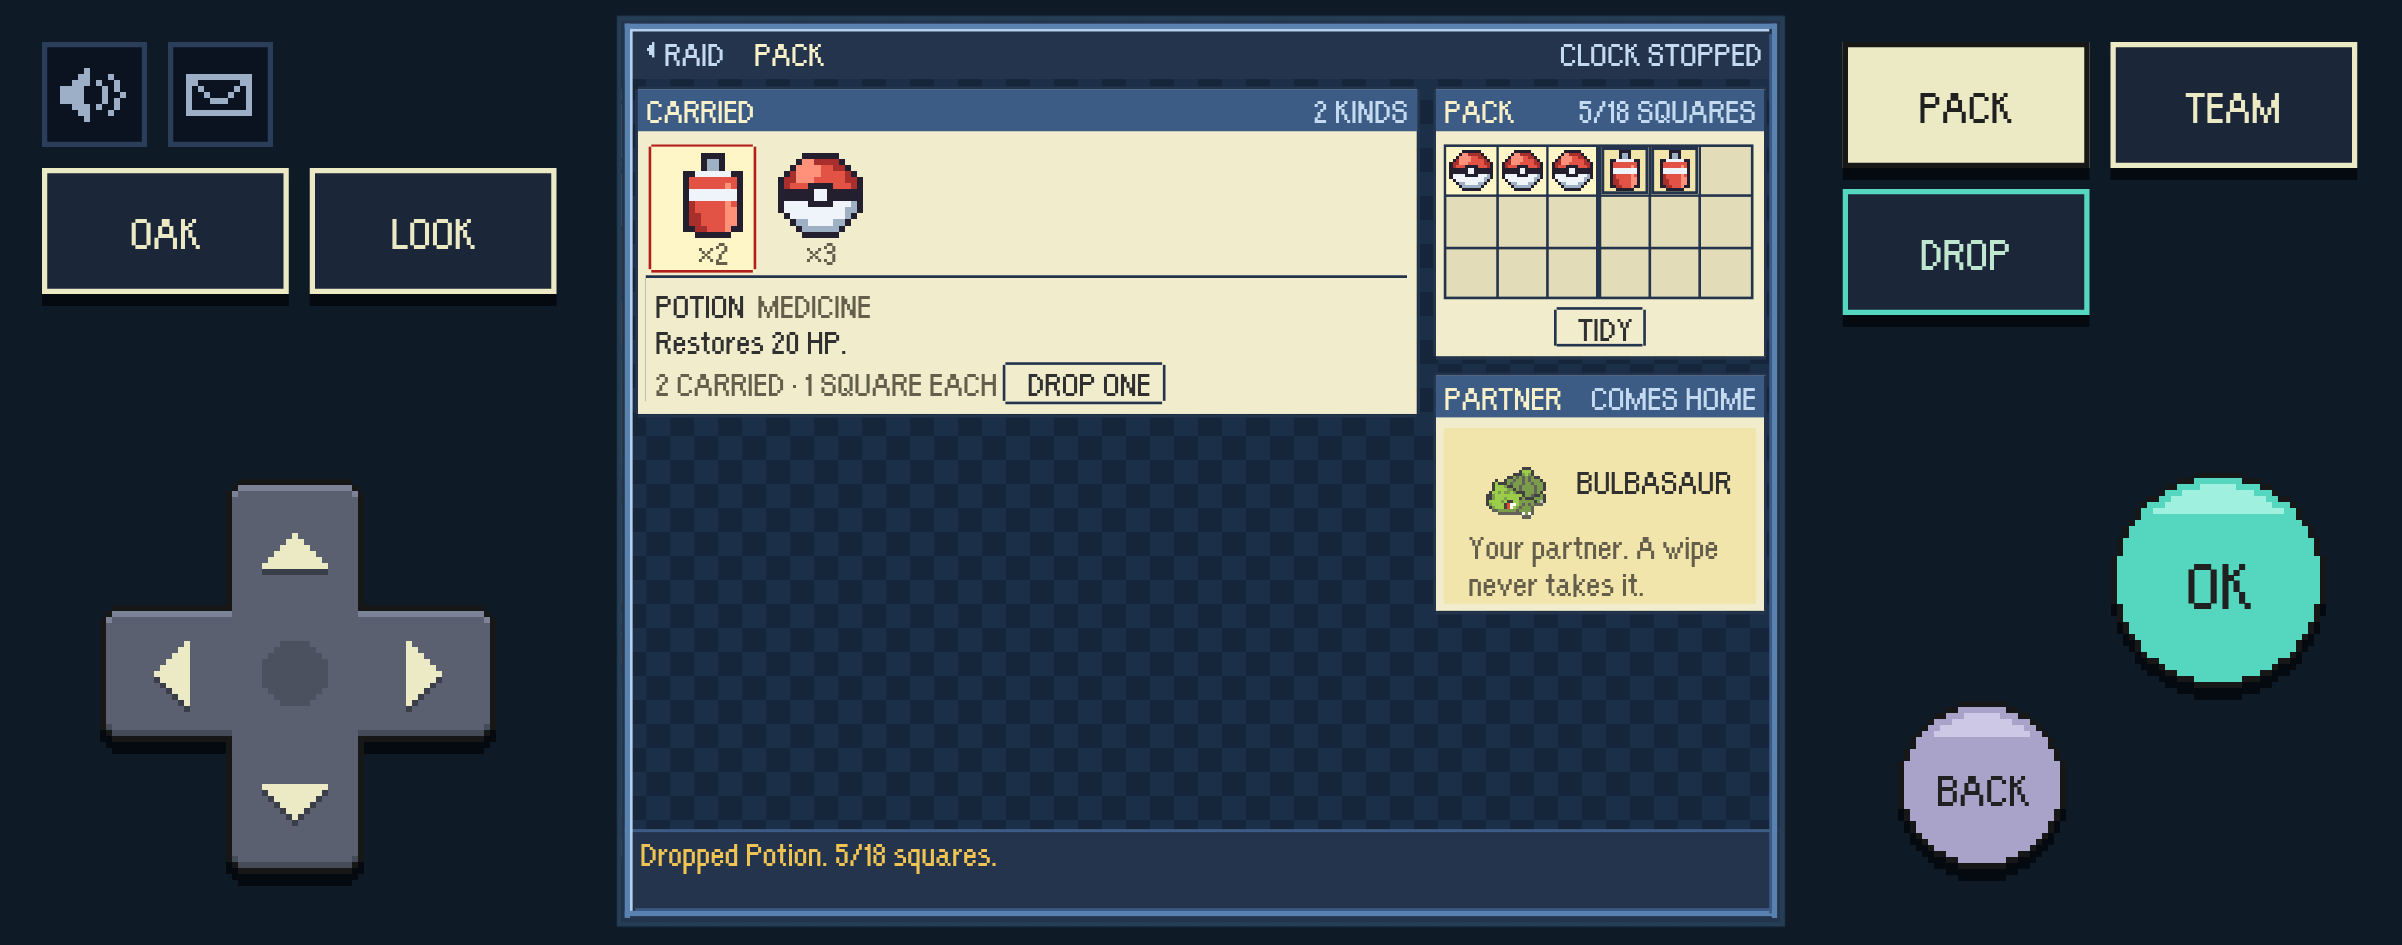 RAID PACK CLOCK STOPPED
OAK LOOK
CARRIED 2 KINDS
×2 ×3
POTION MEDICINE
Restores 20 HP.
2 CARRIED · 1 SQUARE EACH DROP ONE
PACK 5/18 SQUARES
TIDY
PARTNER COMES HOME
BULBASAUR
Your partner. A wipe
never takes it.
Dropped Potion. 5/18 squares.
PACK TEAM
DROP
OK
BACK